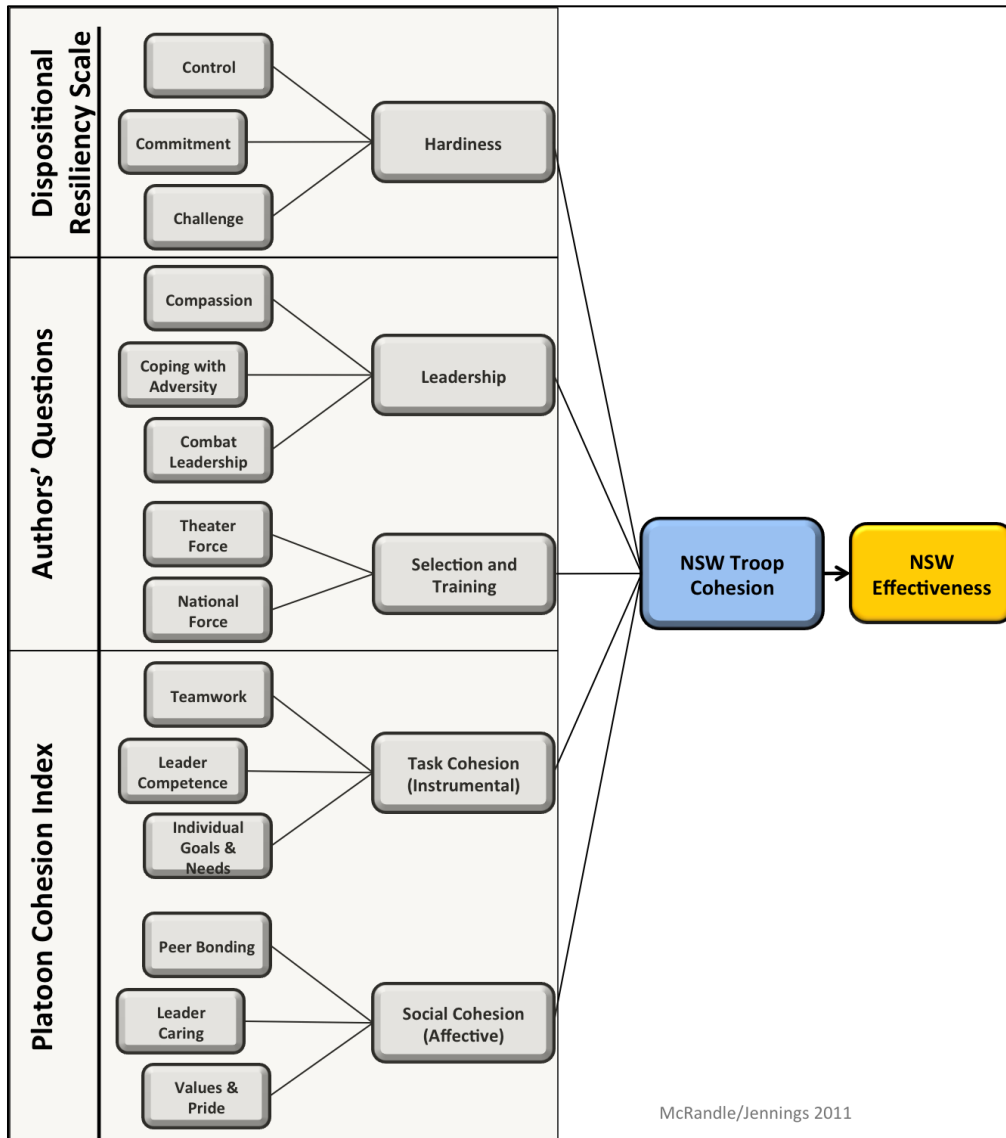 Dispositional
Resiliency Scale
Control
Commitment
Challenge
Hardiness
Authors' Questions
Compassion
Coping with
Adversity
Combat
Leadership
Leadership
Theater
Force
National
Force
Selection and
Training
Platoon Cohesion Index
Teamwork
Leader
Competence
Individual
Goals &
Needs
Task Cohesion
(Instrumental)
Peer Bonding
Leader
Caring
Values &
Pride
Social Cohesion
(Affective)
NSW Troop
Cohesion
NSW
Effectiveness
McRandle/Jennings 2011